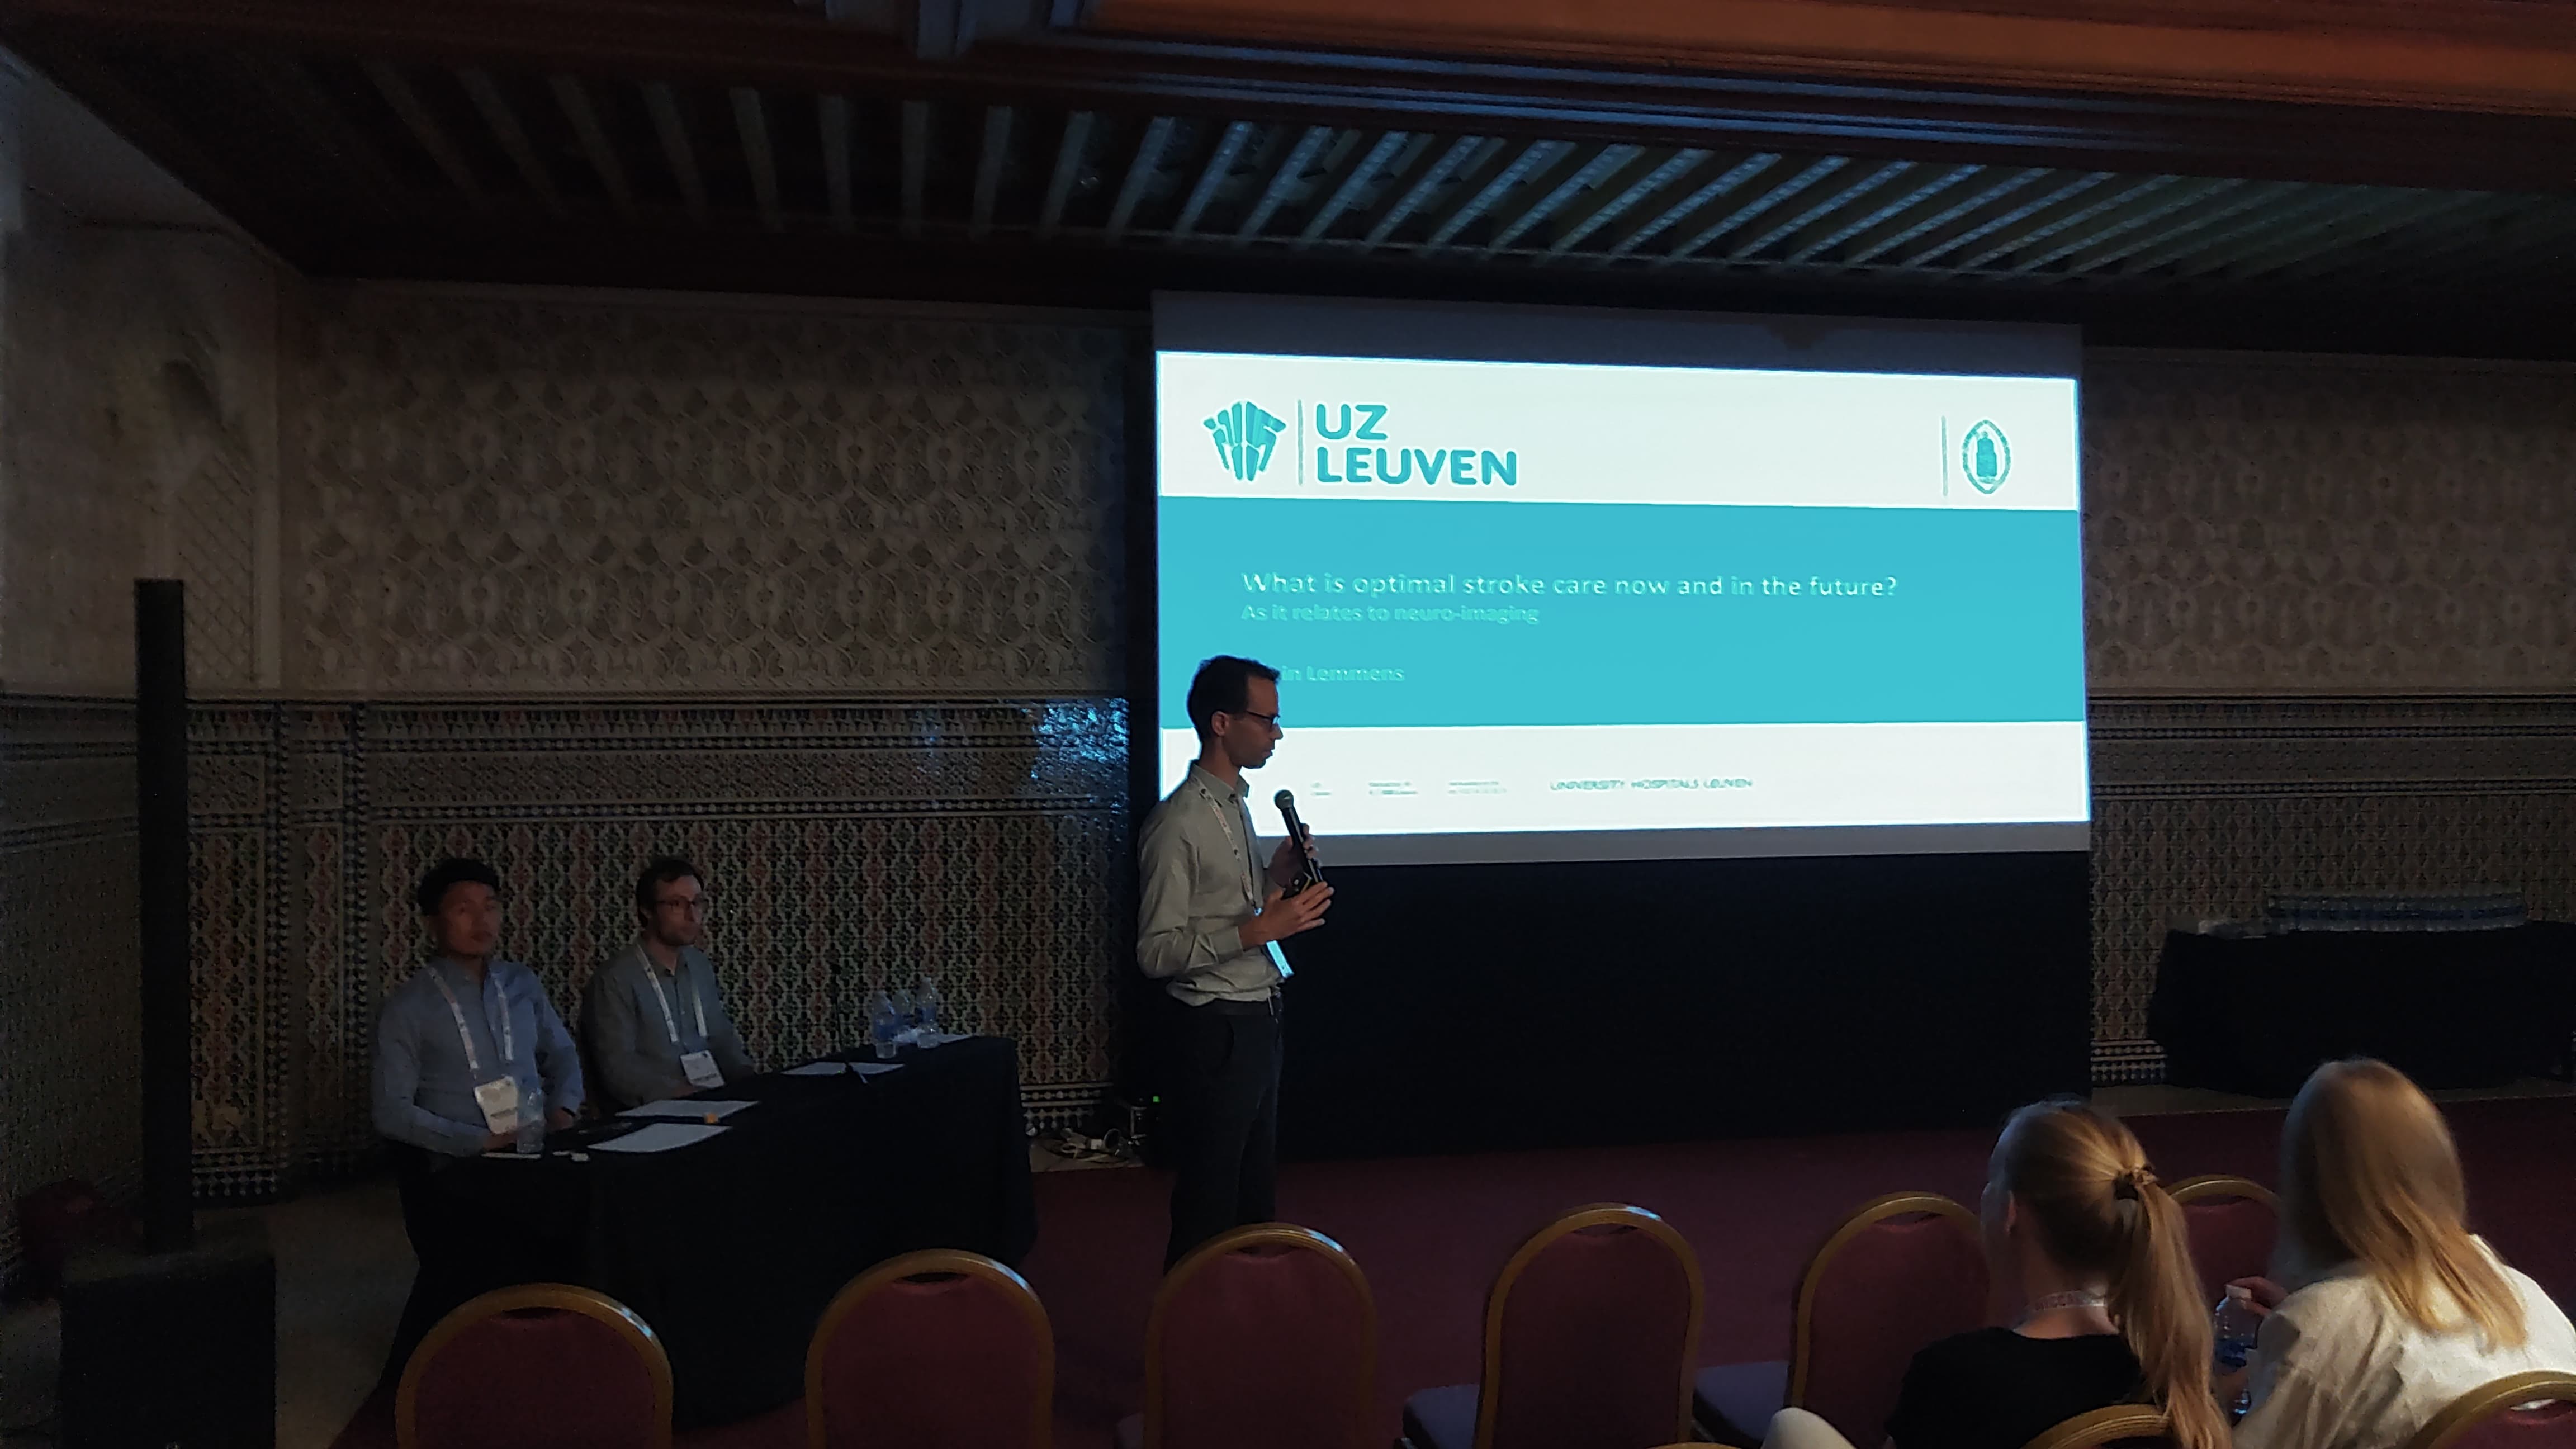 UZ
LEUVEN
What is optimal stroke care now and in the future?
As it relates to neuro-imaging
in Lemmens
UNIVERSITY HOSPITALS LEUVEN